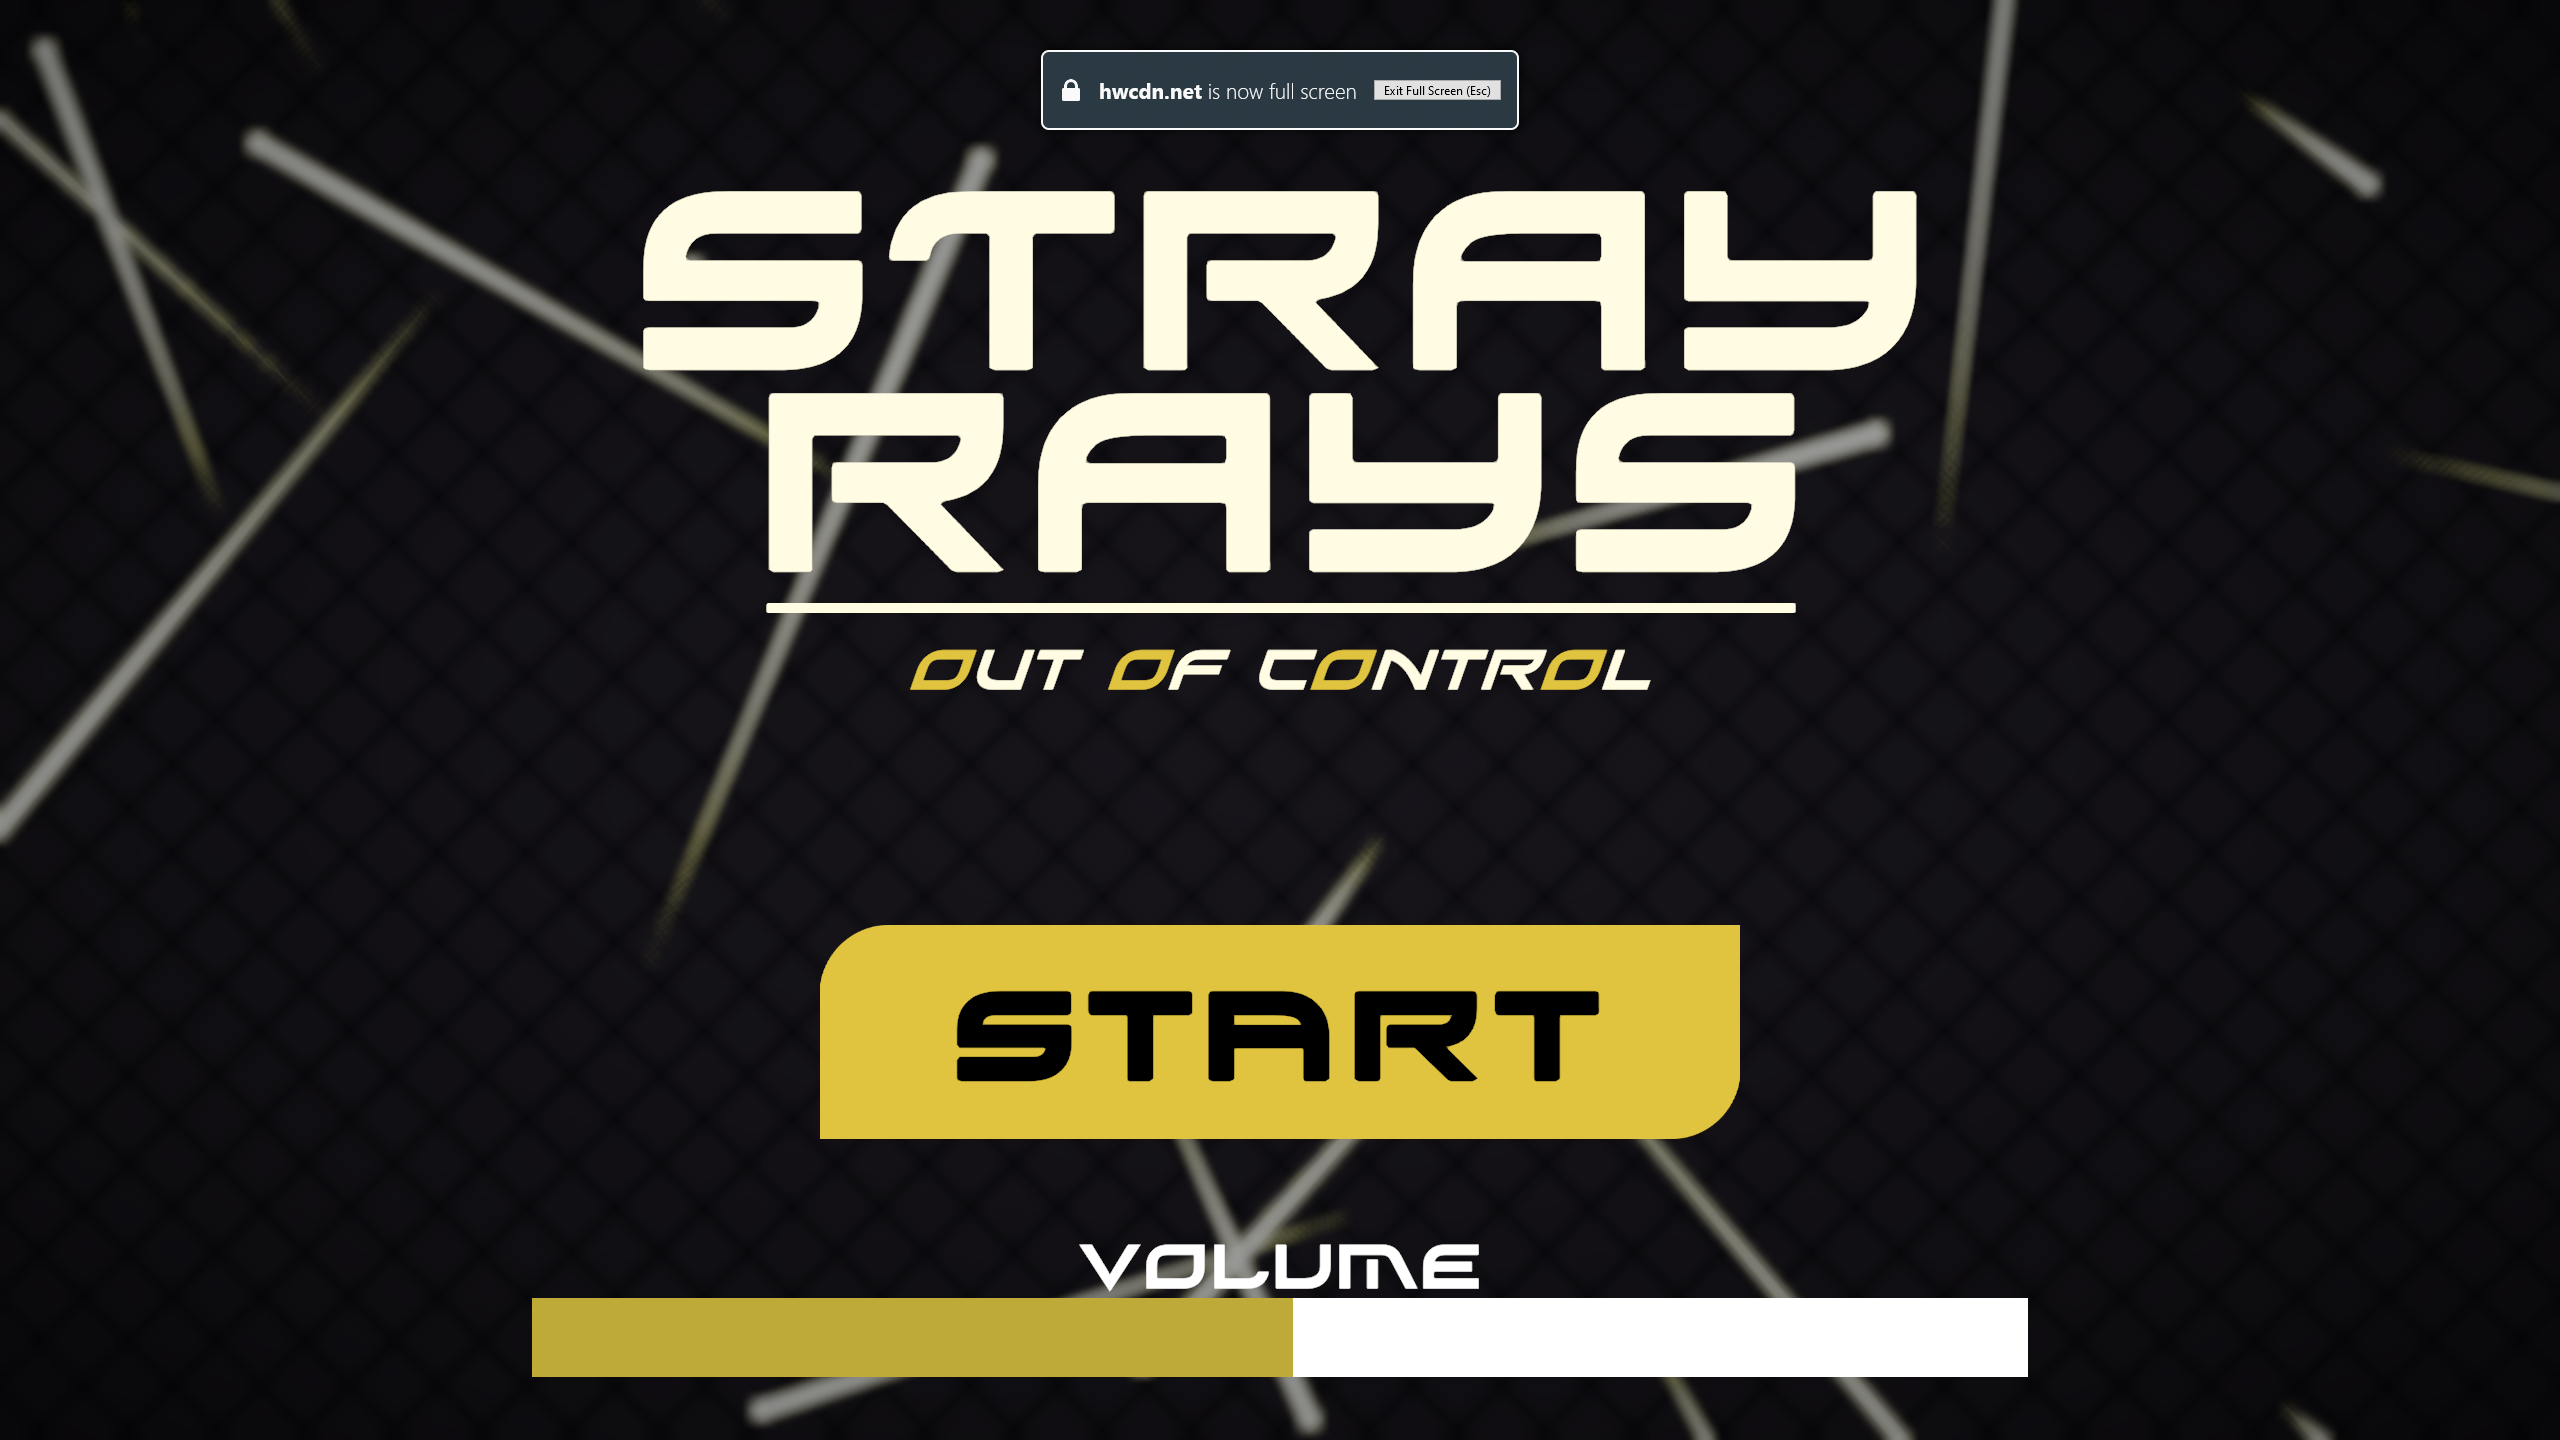 hwcdn.net is now full screen Exit Full Screen (Esc)
STRAY
RAYS
OUT OF CONTROL
START
VOLUME